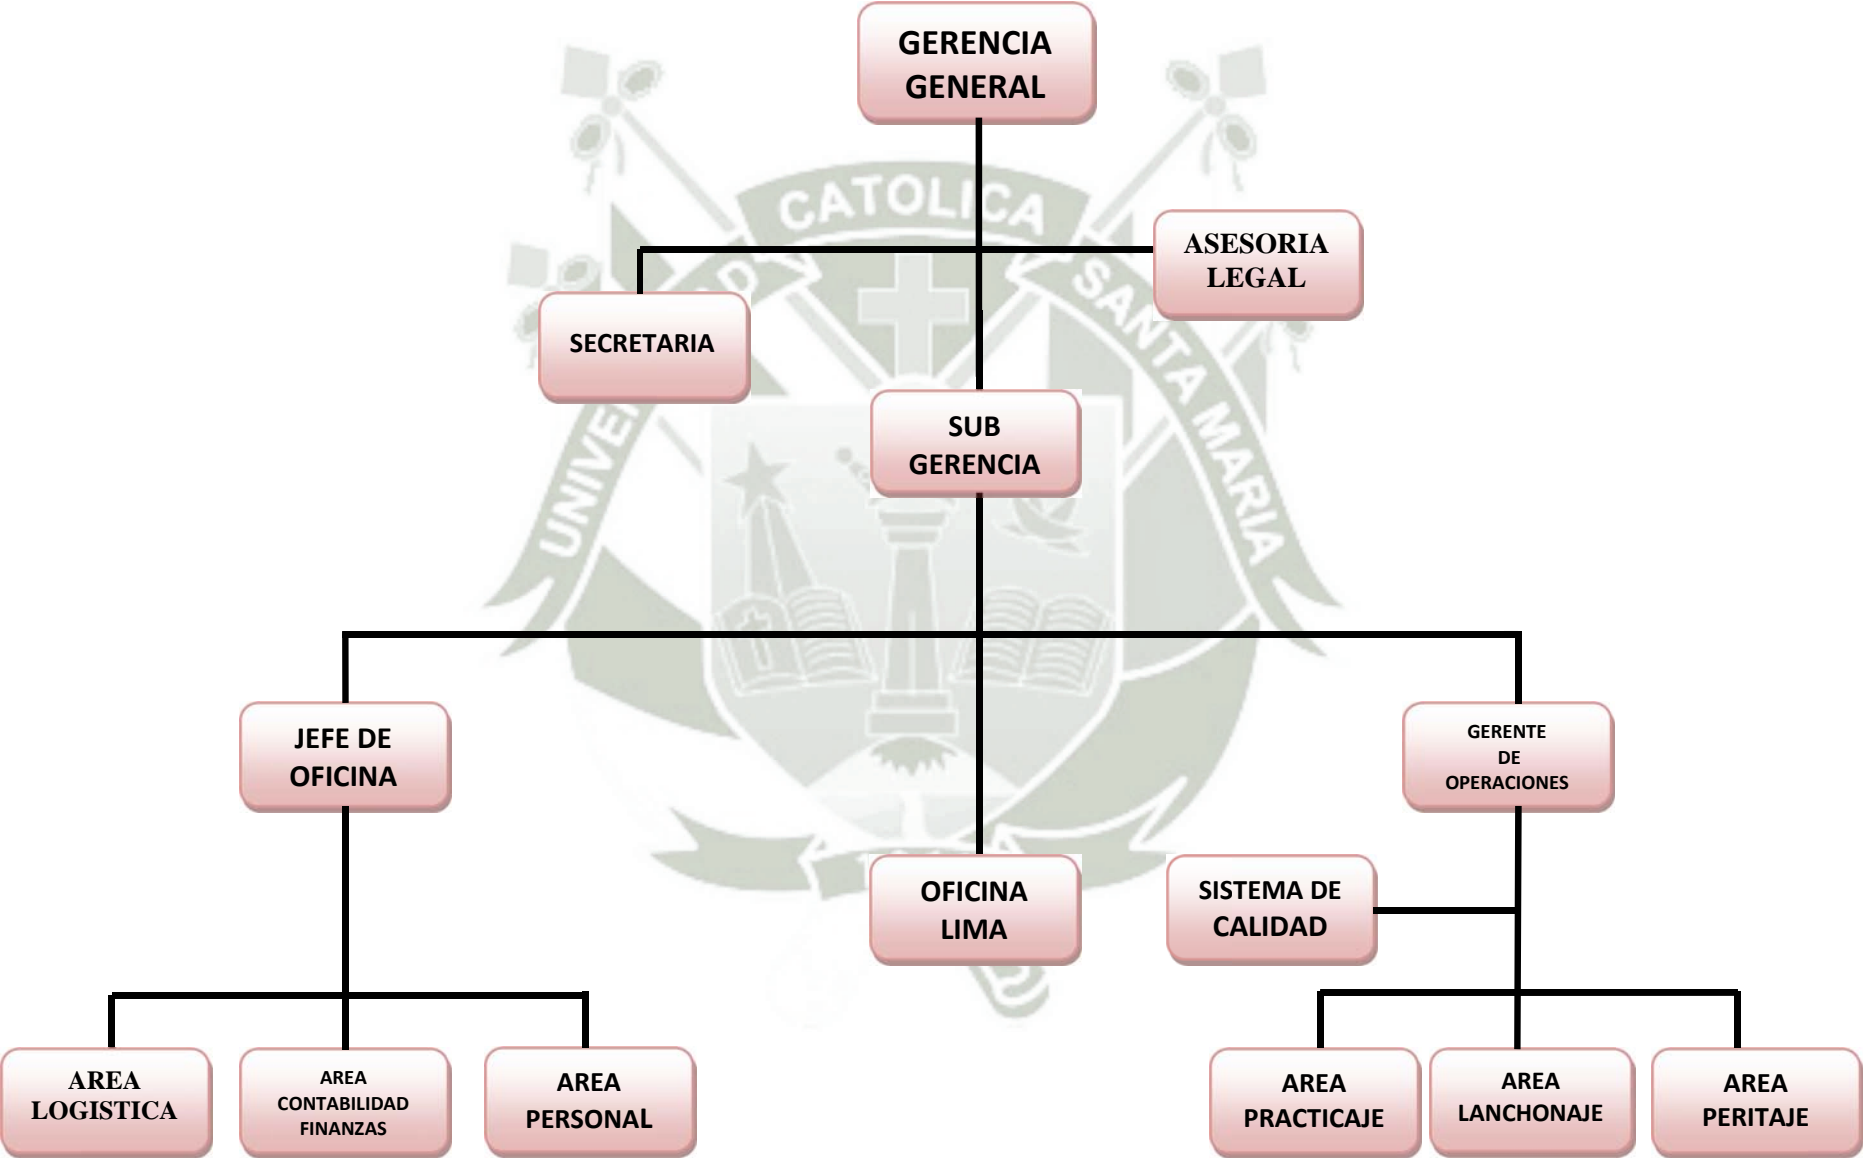 GERENCIA
GENERAL
CATOLICA
ASESORIA
LEGAL
SANTA MARIA
SECRETARIA
SUB
GERENCIA
JEFE DE
OFICINA
GERENTE
DE
OPERACIONES
OFICINA
LIMA
SISTEMA DE
CALIDAD
AREA
LOGISTICA
AREA
CONTABILIDAD
FINANZAS
AREA
PERSONAL
AREA
PRACTICAJE
AREA
LANCHONAJE
AREA
PERITAJE